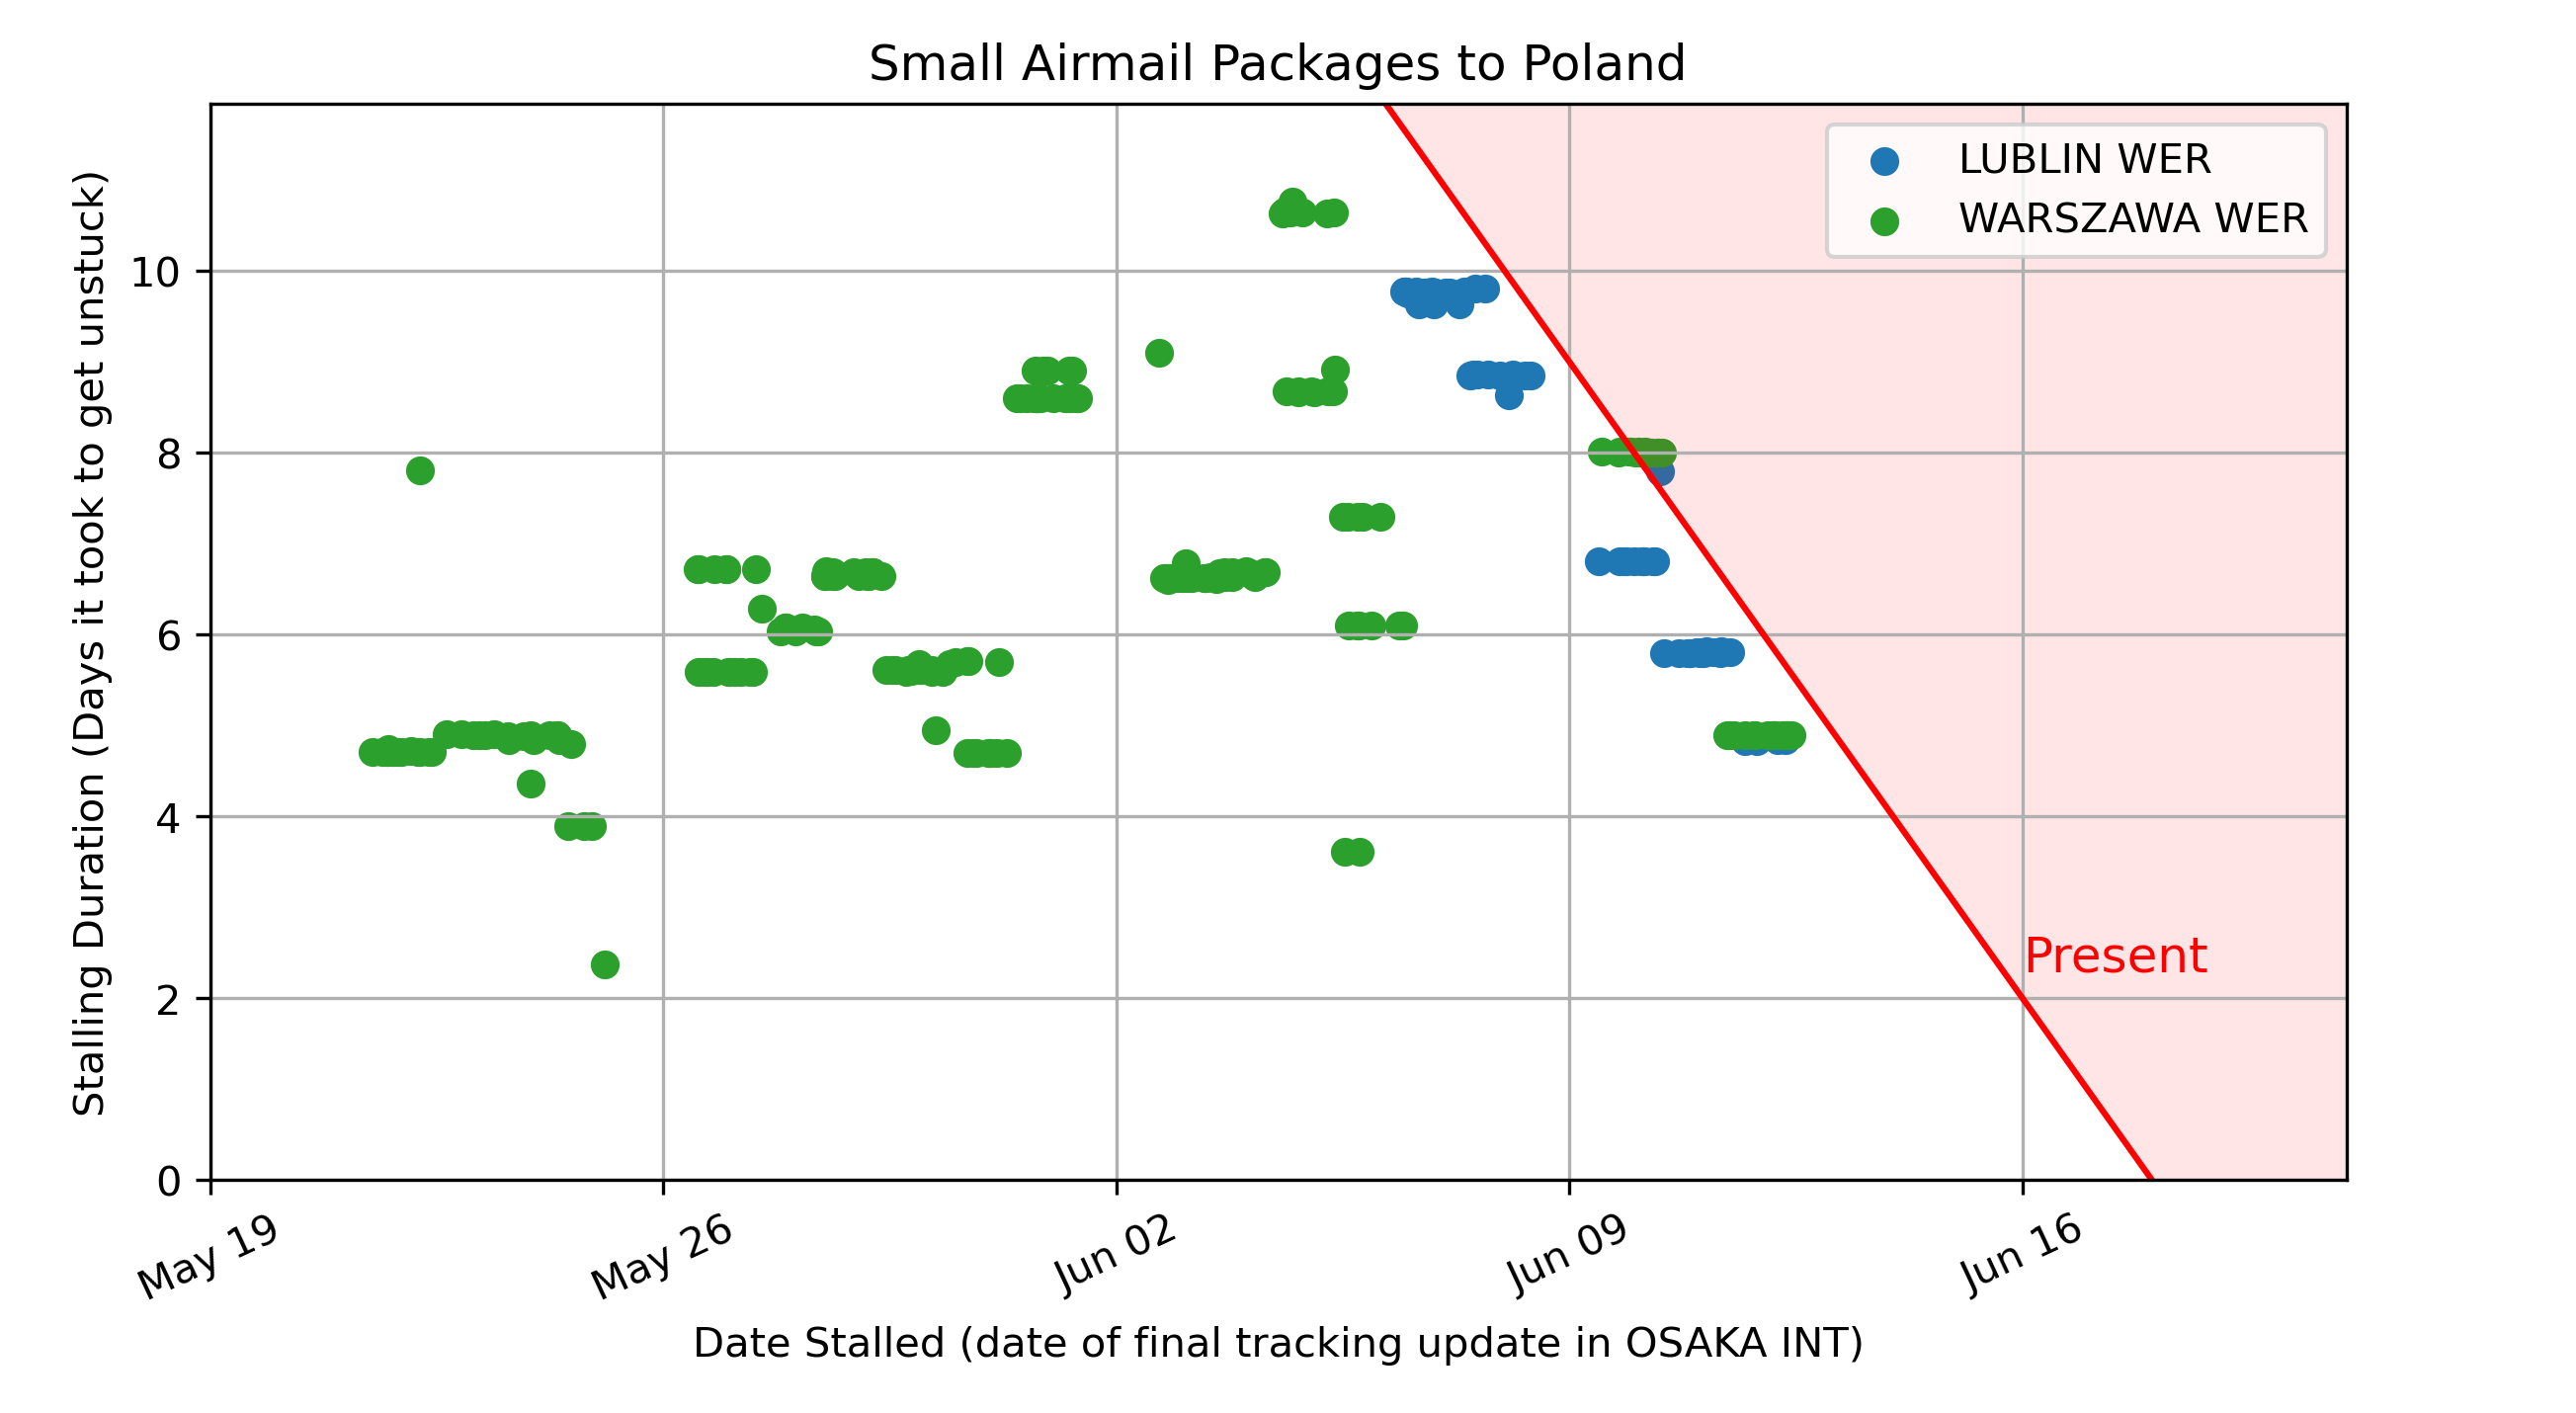 Small Airmail Packages to Poland
LUBLIN WER
WARSZAWA WER
Stalling Duration (Days it took to get unstuck)
10
8
6
4
2
0
Present
May 19
May 26
Jun 02
Jun 09
Jun 16
Date Stalled (date of final tracking update in OSAKA INT)